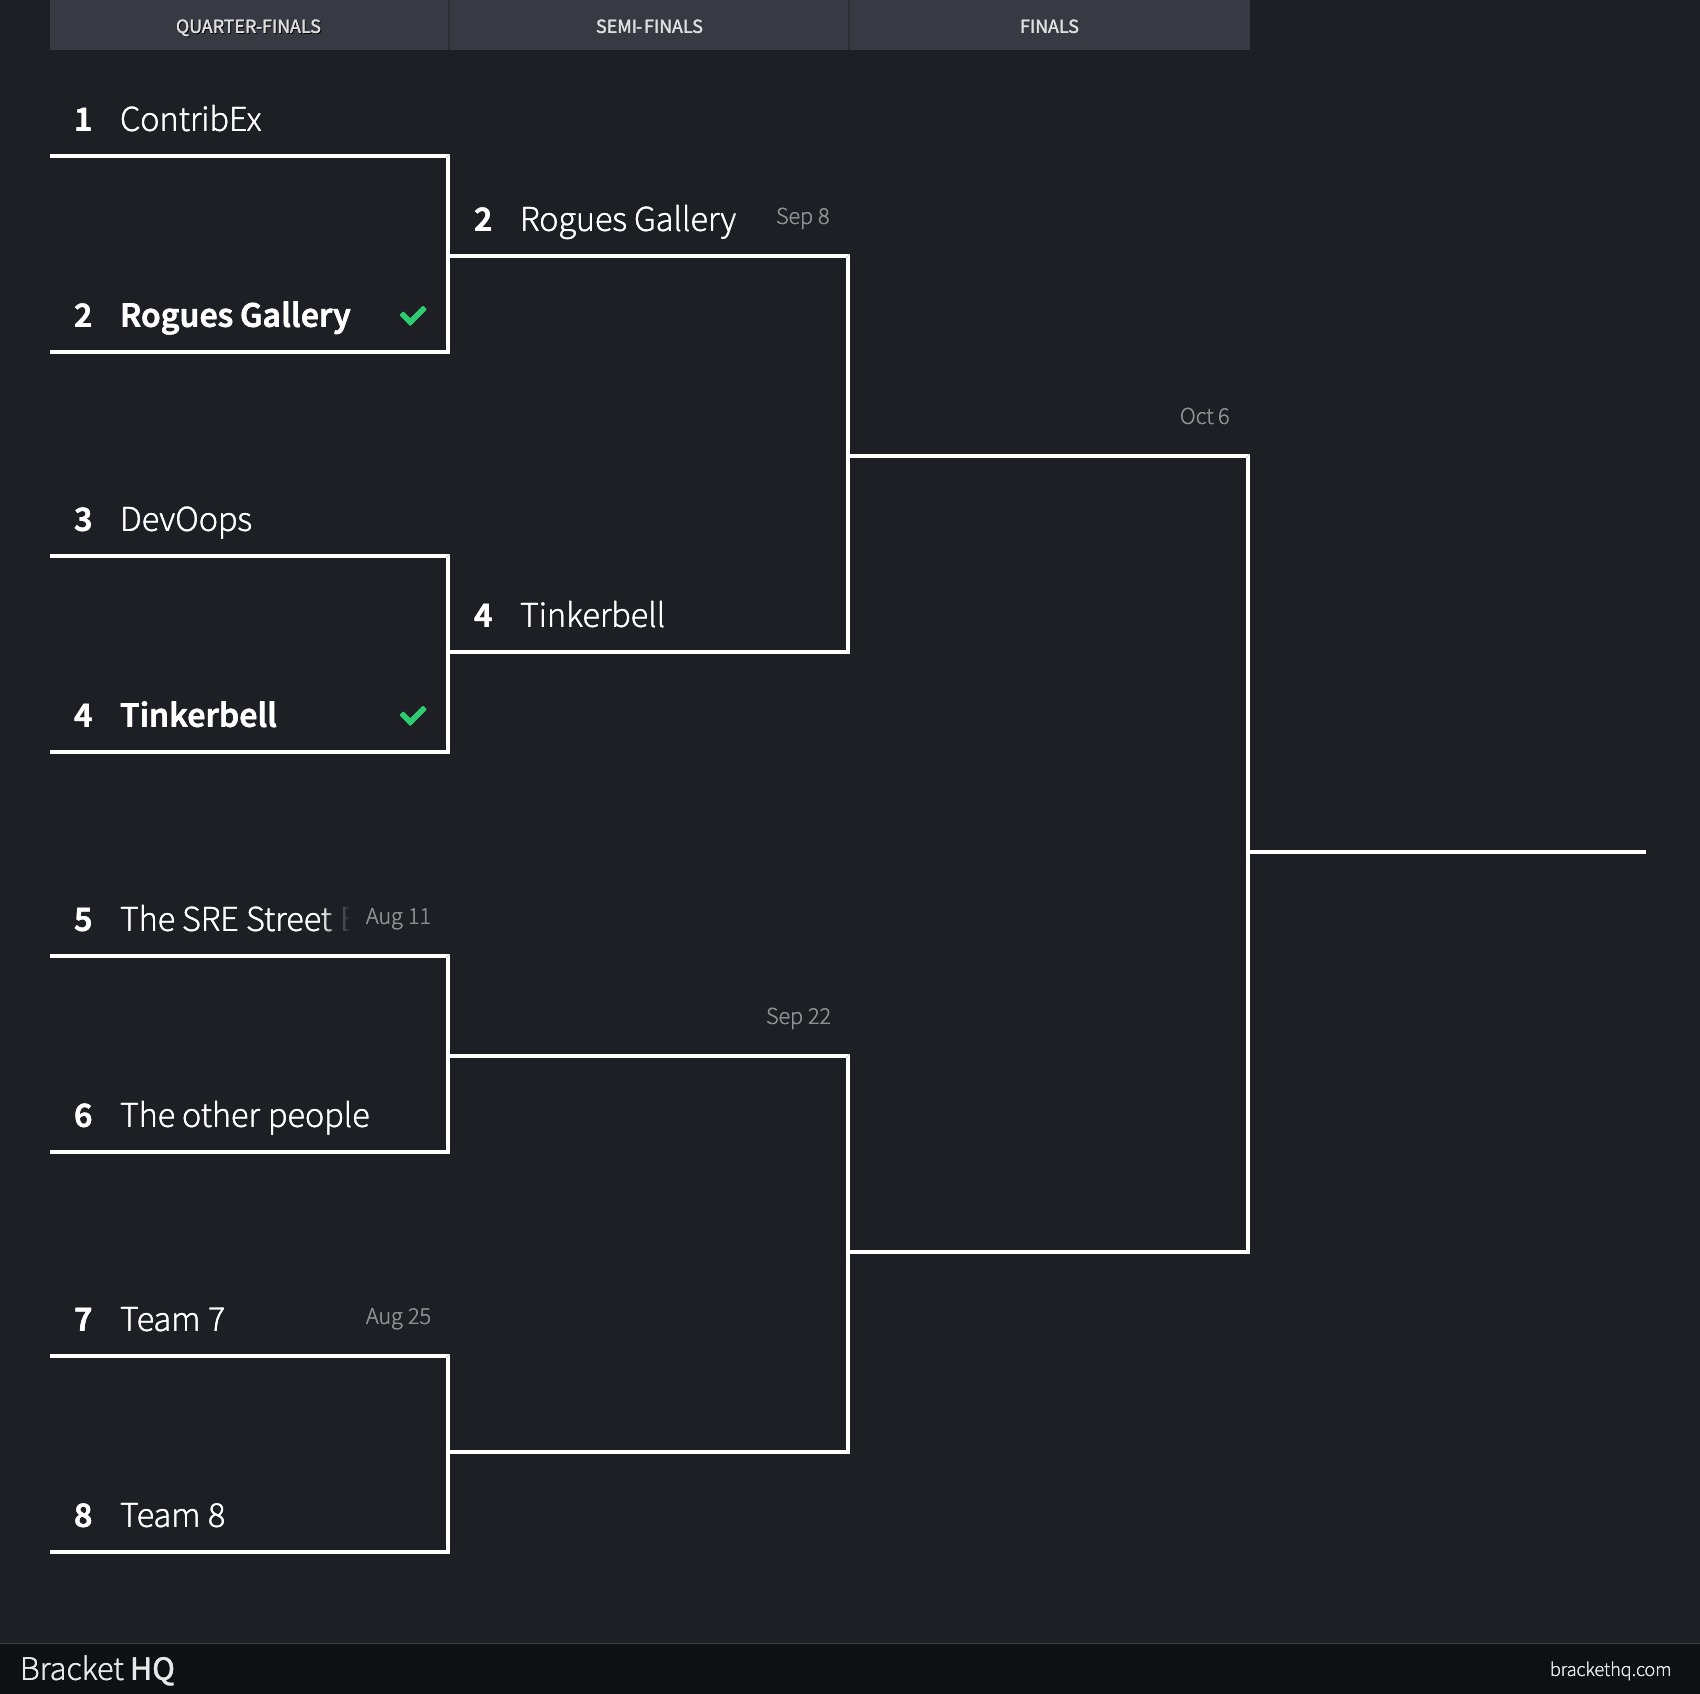 QUARTER-FINALS SEMI-FINALS FINALS
1 ContribEx
2 Rogues Gallery Sep 8
2 Rogues Gallery
Oct 6
3 DevOops
4 Tinkerbell
4 Tinkerbell
5 The SRE Street Aug 11
Sep 22
6 The other people
7 Team 7 Aug 25
8 Team 8
Bracket HQ brackethq.com